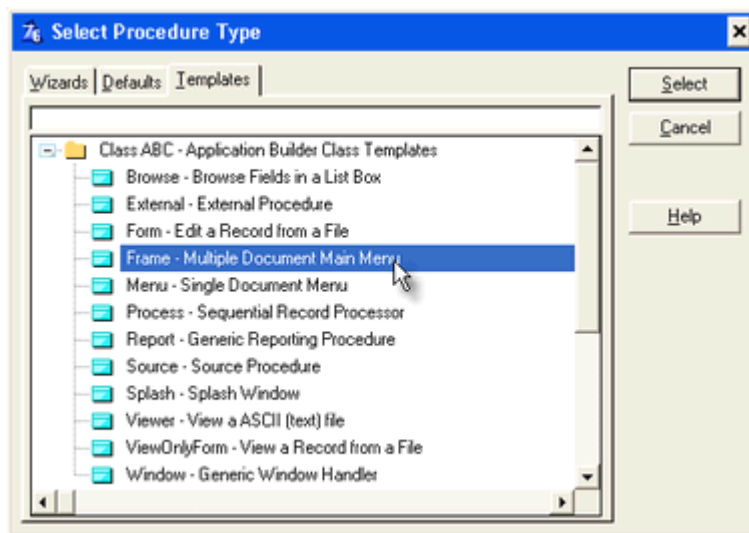 Select Procedure Type
Wizards Defaults Templates
Select
Cancel
Help
Class ABC - Application Builder Class Templates
Browse - Browse Fields in a List Box
External - External Procedure
Form - Edit a Record from a File
Frame - Multiple Document Main Menu
Menu - Single Document Menu
Process - Sequential Record Processor
Report - Generic Reporting Procedure
Source - Source Procedure
Splash - Splash Window
Viewer - View a ASCII (text) file
ViewOnlyForm - View a Record from a File
Window - Generic Window Handler